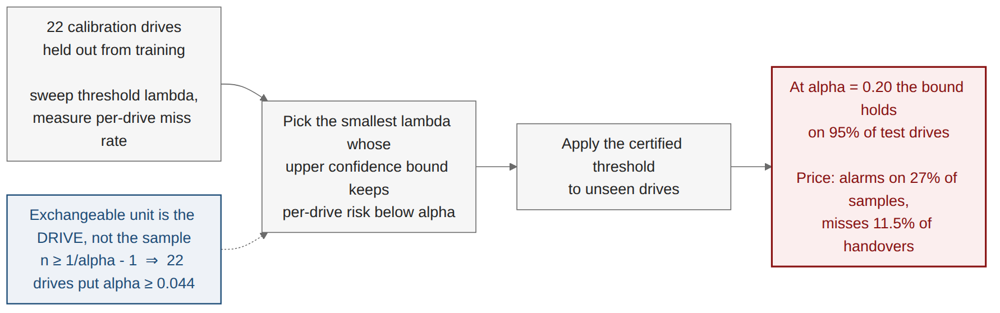 22 calibration drives
held out from training
sweep threshold lambda,
measure per-drive miss
rate
Exchangeable unit is the
DRIVE, not the sample
n ≥ 1/alpha - 1 ⇒ 22
drives put alpha ≥ 0.044
Pick the smallest lambda
whose
upper confidence bound
keeps
per-drive risk below alpha
Apply the certified
threshold
to unseen drives
At alpha = 0.20 the bound
holds
on 95% of test drives
Price: alarms on 27% of
samples,
misses 11.5% of
handovers